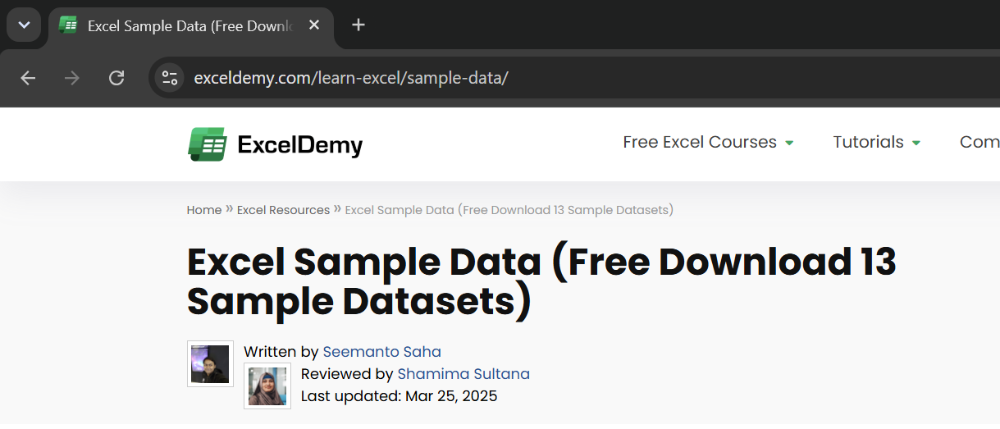 Excel Sample Data (Free Downl
exceldemy.com/learn-excel/sample-data/
ExcelDemy
Free Excel Courses
Tutorials
Com
Home » Excel Resources » Excel Sample Data (Free Download 13 Sample Datasets)
Excel Sample Data (Free Download 13
Sample Datasets)
Written by Seemanto Saha
Reviewed by Shamima Sultana
Last updated: Mar 25, 2025